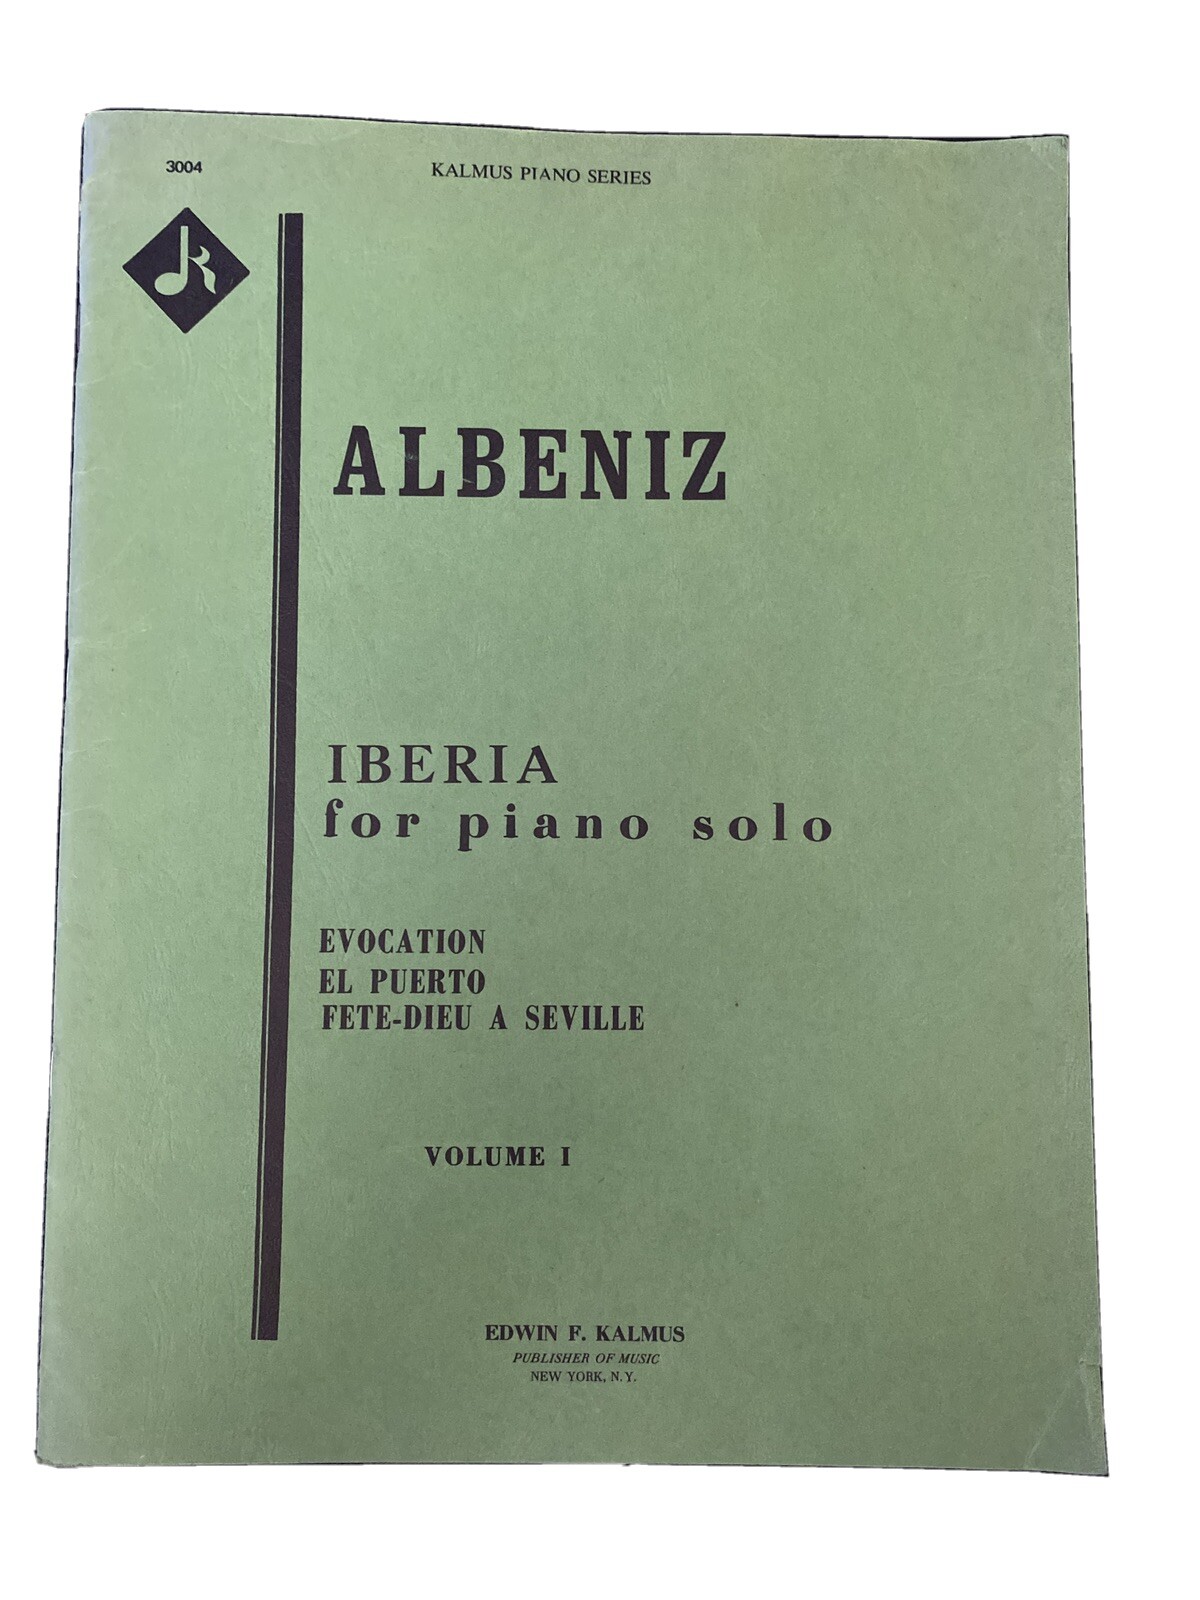 3004
KALMUS PIANO SERIES
ALBENIZ
IBERIA
for piano solo
EVOCATION
EL PUERTO
FETE-DIEU A SEVILLE
VOLUME I
EDWIN F. KALMUS
PUBLISHER OF MUSIC
NEW YORK, N.Y.